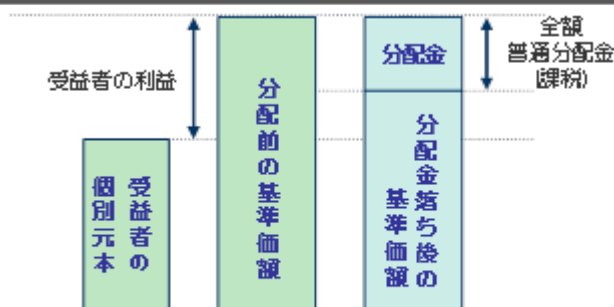 受益者の利益
受益者の
個別元本
分配前の基準価額
分配金
分配金落ち後の
基準価額
全額
普通分配金
(課税)